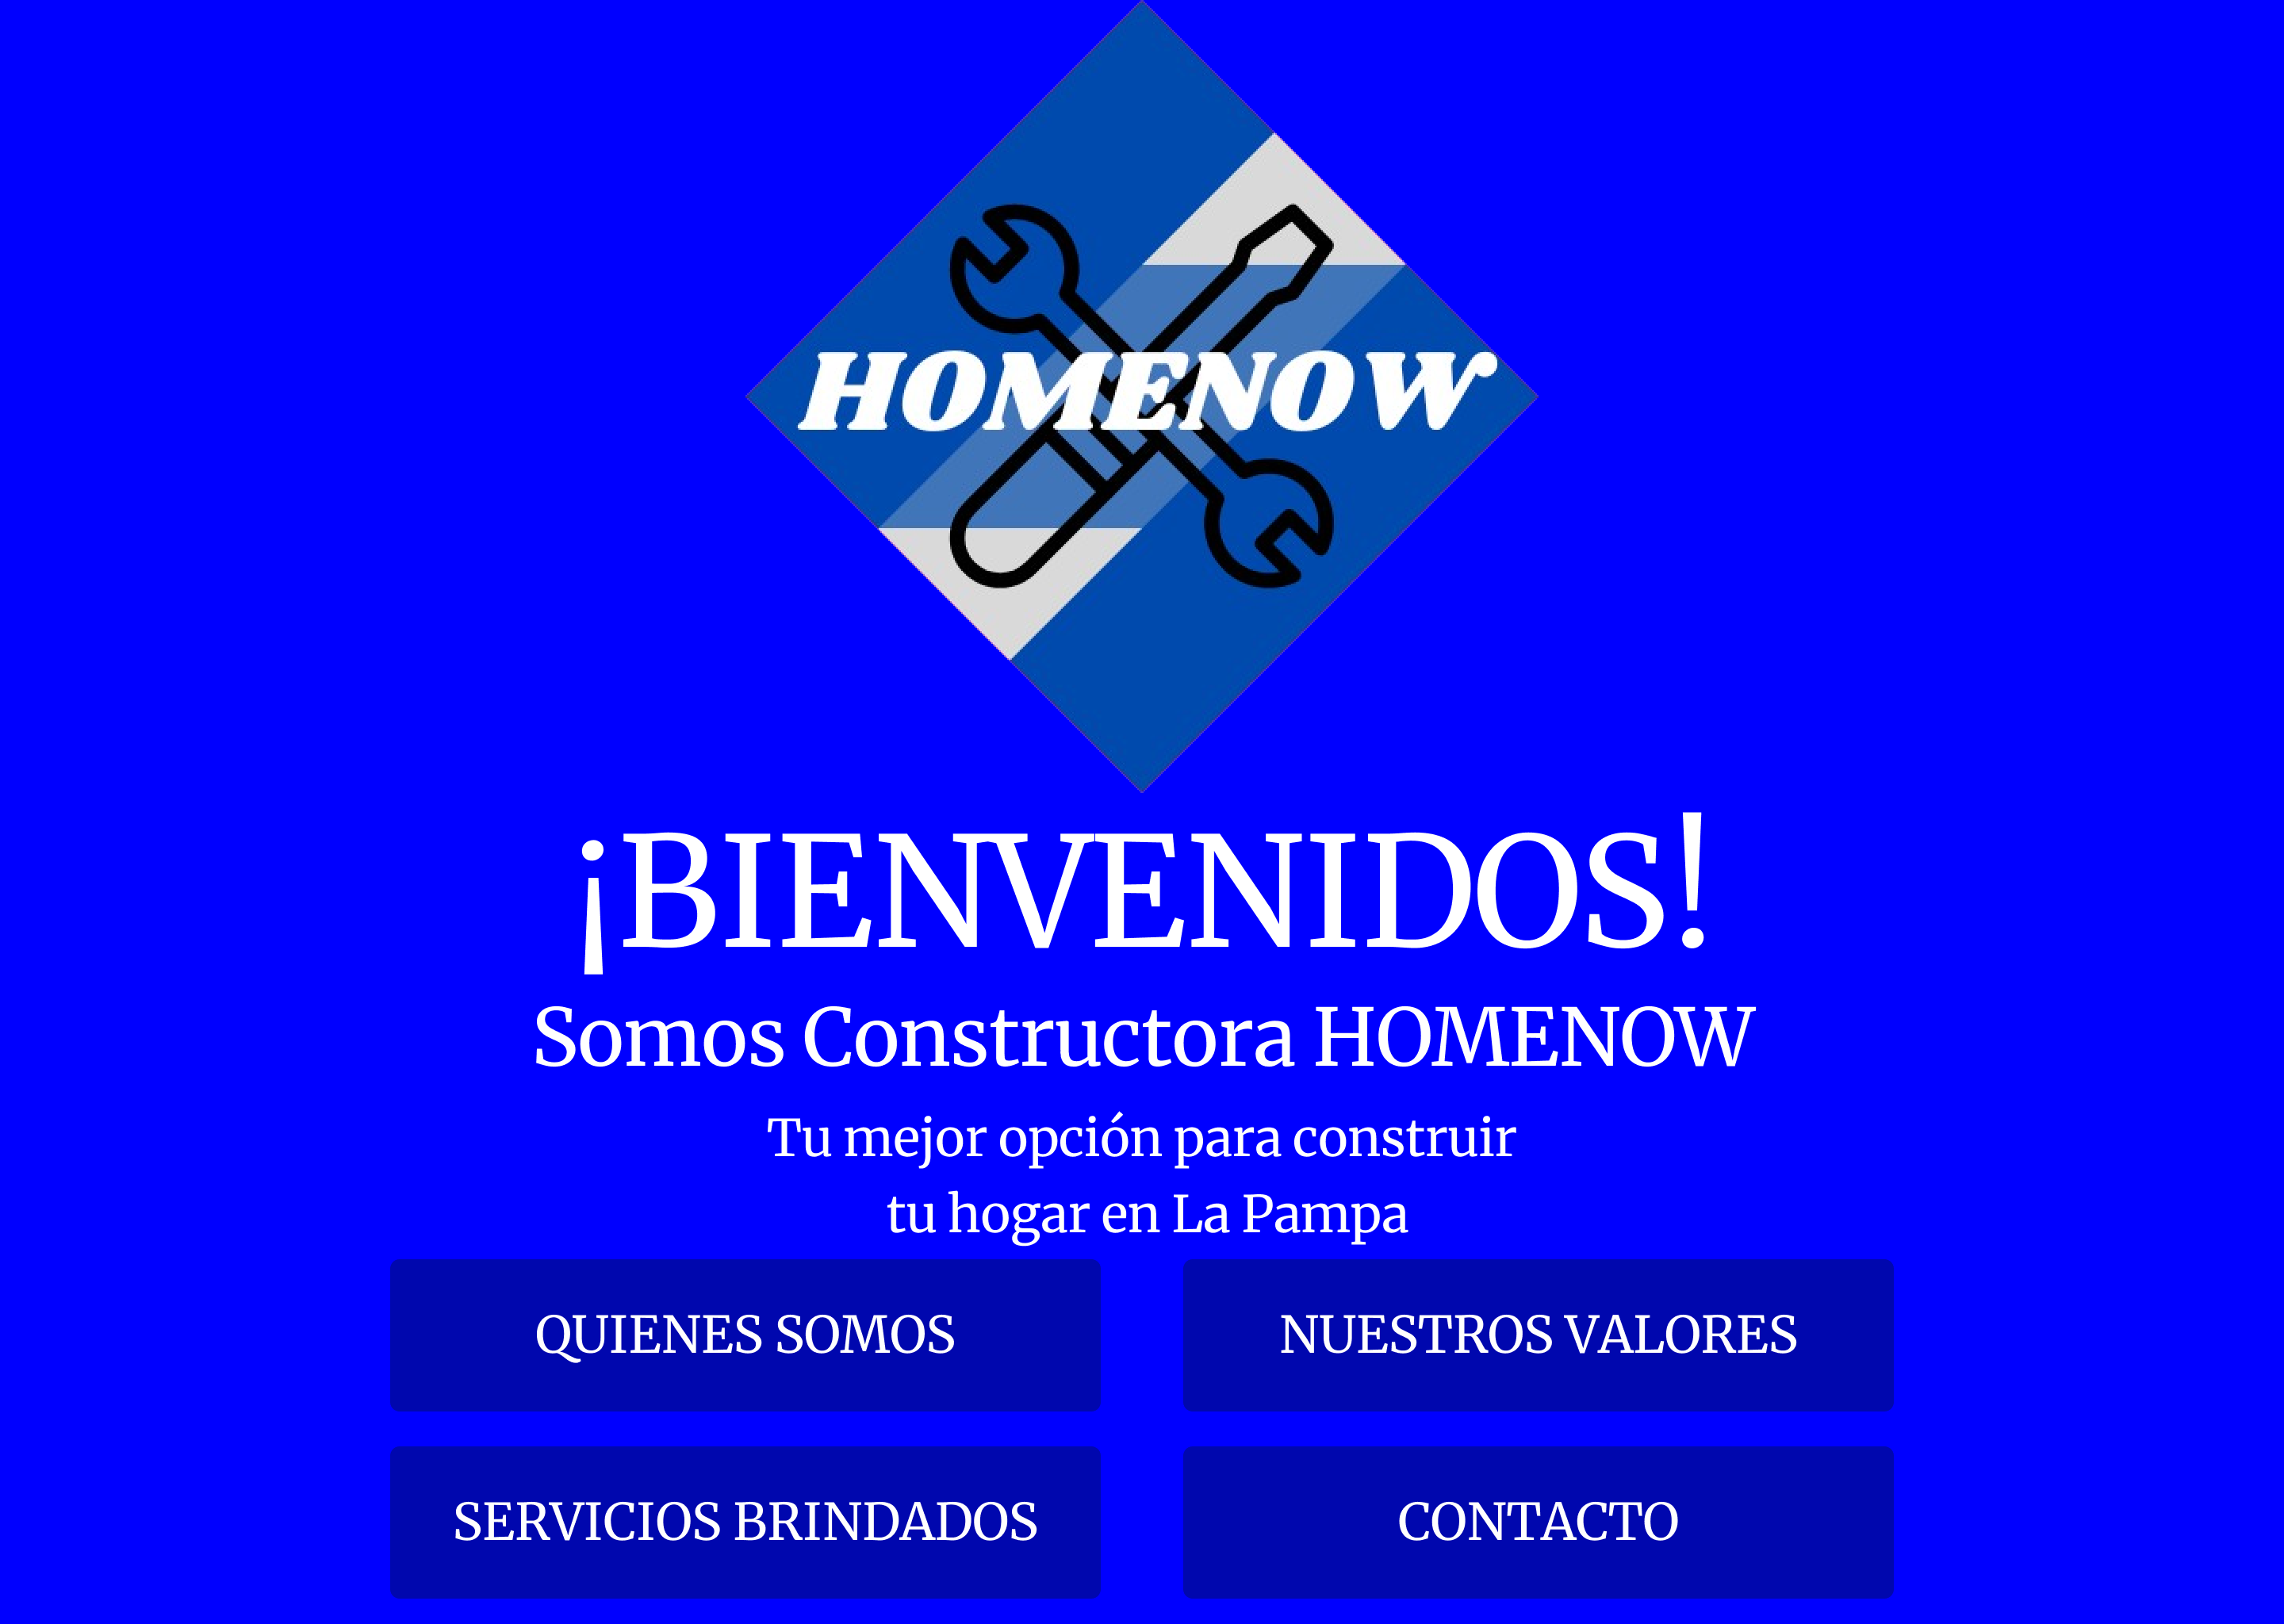 HOMENOW
¡BIENVENIDOS!
Somos Constructora HOMENOW
Tu mejor opción para construir
tu hogar en La Pampa
QUIENES SOMOS
NUESTROS VALORES
SERVICIOS BRINDADOS
CONTACTO